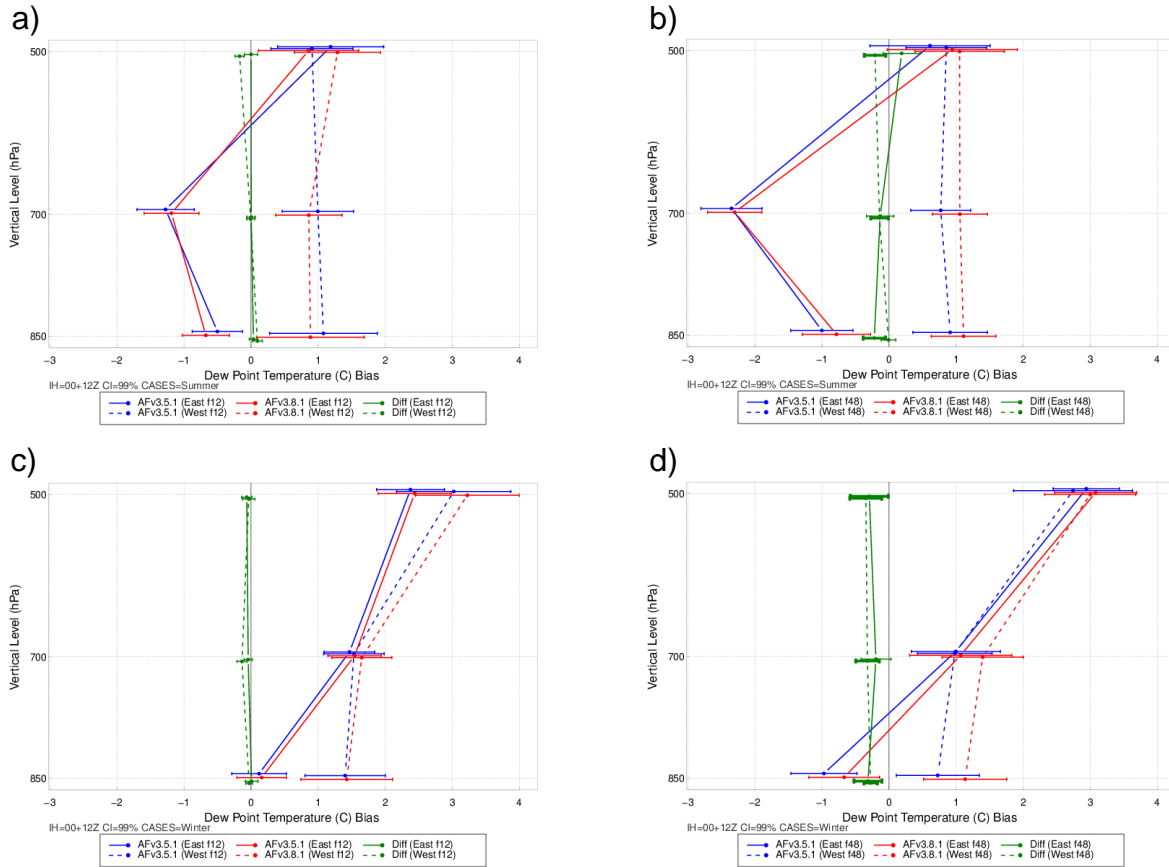 a)
500
700
850
Vertical Level (hPa)
−3 −2 −1 0 1 2 3 4
Dew Point Temperature (C) Bias
IH=00+12Z CI=99% CASES=Summer
AFv3.5.1 (East f12) AFv3.8.1 (East f12) Diff (East f12)
AFv3.5.1 (West f12) AFv3.8.1 (West f12) Diff (West f12)
b)
500
700
850
Vertical Level (hPa)
−3 −2 −1 0 1 2 3 4
Dew Point Temperature (C) Bias
IH=00+12Z CI=99% CASES=Summer
AFv3.5.1 (East f48) AFv3.8.1 (East f48) Diff (East f48)
AFv3.5.1 (West f48) AFv3.8.1 (West f48) Diff (West f48)
c)
500
700
850
Vertical Level (hPa)
−3 −2 −1 0 1 2 3 4
Dew Point Temperature (C) Bias
IH=00+12Z CI=99% CASES=Winter
AFv3.5.1 (East f12) AFv3.8.1 (East f12) Diff (East f12)
AFv3.5.1 (West f12) AFv3.8.1 (West f12) Diff (West f12)
d)
500
700
850
Vertical Level (hPa)
−3 −2 −1 0 1 2 3 4
Dew Point Temperature (C) Bias
IH=00+12Z CI=99% CASES=Winter
AFv3.5.1 (East f48) AFv3.8.1 (East f48) Diff (East f48)
AFv3.5.1 (West f48) AFv3.8.1 (West f48) Diff (West f48)